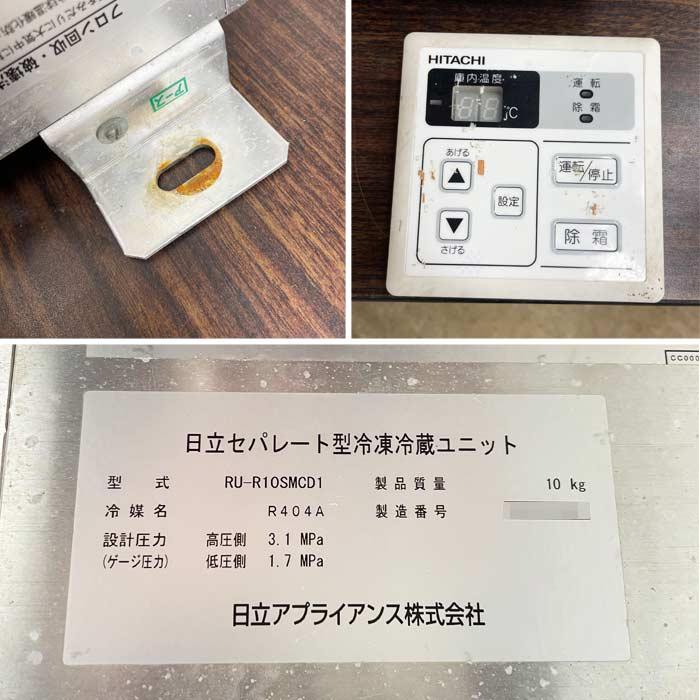 フロン回収・破壊
アース
HITACHI
庫内温度
℃
運転
除霜
あげる
さげる
設定
運転/停止
除霜
CC000
日立セパレート型冷凍冷蔵ユニット
型式 RU-R10SMCD1 製品質量 10 kg
冷媒名 R404A 製造番号
設計圧力 高圧側 3.1 MPa
(ゲージ圧力) 低圧側 1.7 MPa
日立アプライアンス株式会社